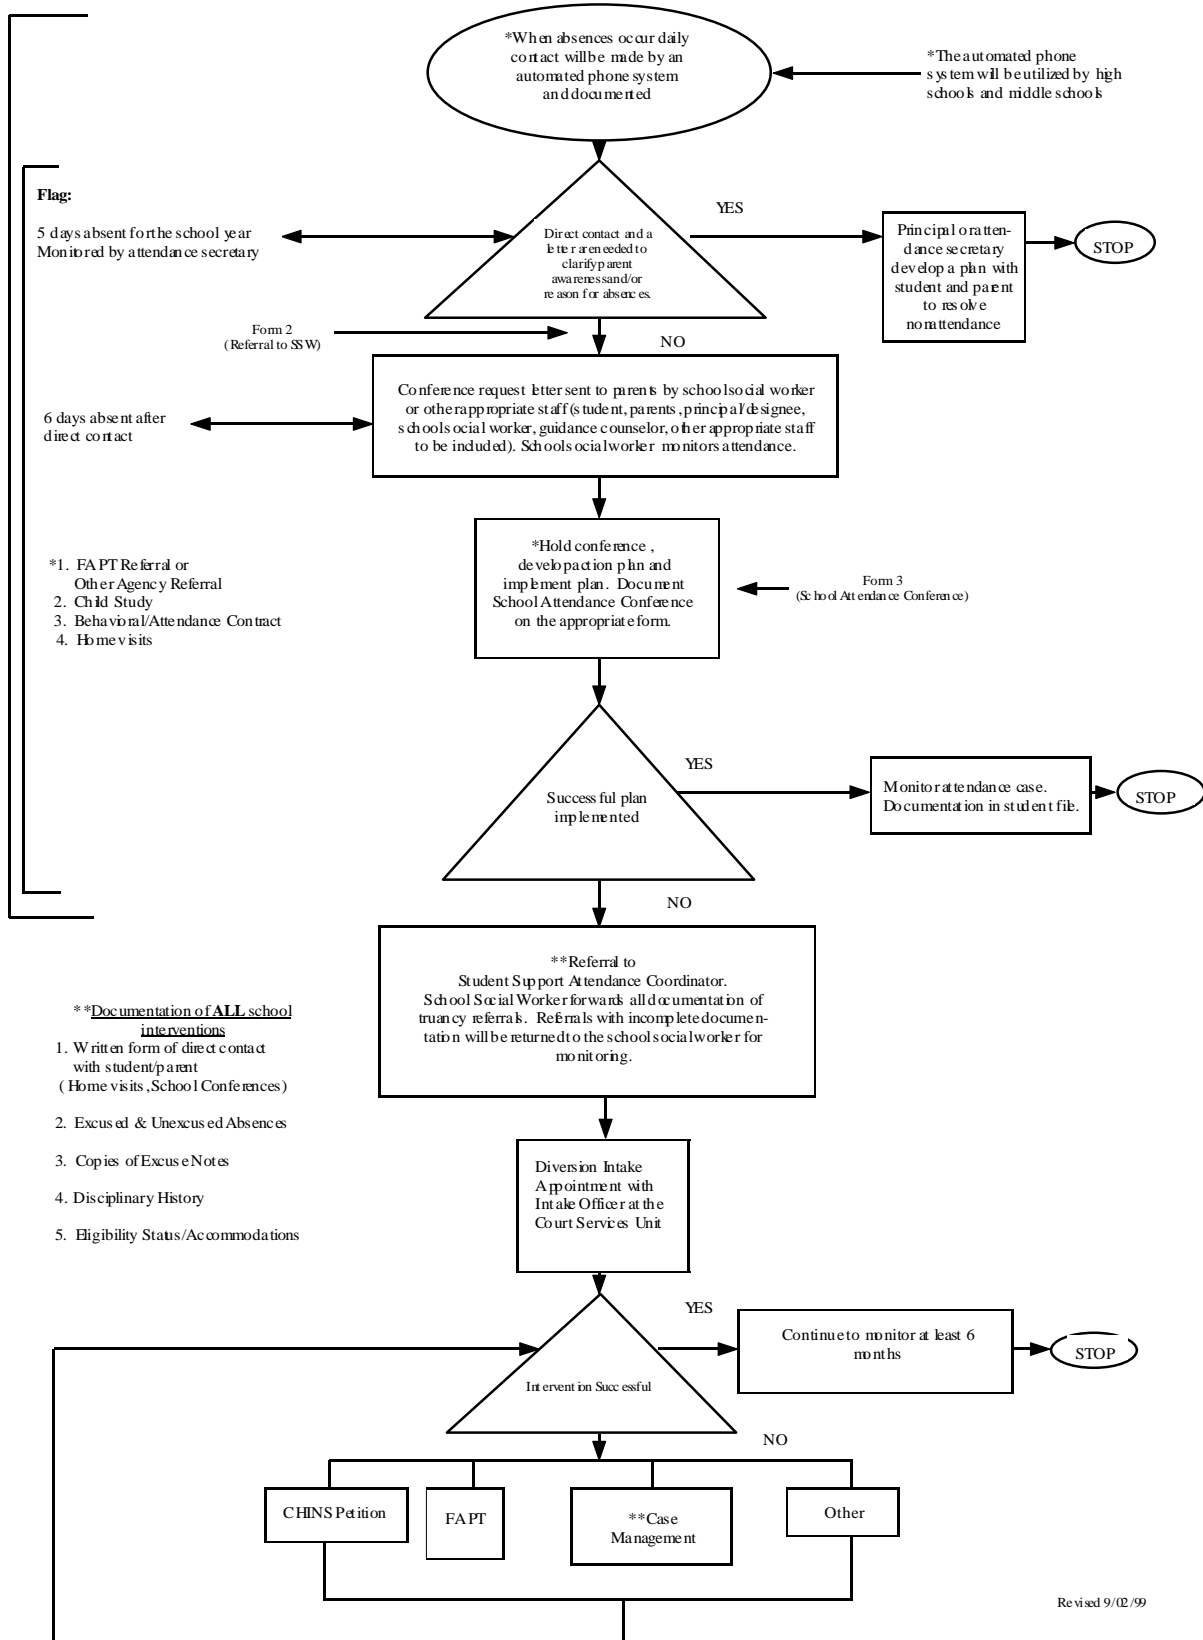 *When absences occur daily
contact will be made by an
automated phone system
and documented
*The automated phone
system will be utilized by high
schools and middle schools
Flag:
5 days absent for the school year
Monitored by attendance secretary
Direct contact and a
letter are needed to
clarify parent
awareness and/or
reason for absences.
YES
Principal or atten-
dance secretary
develop a plan with
student and parent
to resolve
nonattendance
STOP
Form 2
(Referral to SSW)
NO
6 days absent after
direct contact
Conference request letter sent to parents by school social worker
or other appropriate staff (student, parents, principal/designee,
school social worker, guidance counselor, other appropriate staff
to be included). School social worker monitors attendance.
*1. FAPT Referral or
Other Agency Referral
2. Child Study
3. Behavioral/Attendance Contract
4. Home visits
*Hold conference,
develop action plan and
implement plan. Document
School Attendance Conference
on the appropriate form.
Form 3
(School Attendance Conference)
Successful plan
implemented
YES
Monitor attendance case.
Documentation in student file.
STOP
NO
**Referral to
Student Support Attendance Coordinator.
School Social Worker forwards all documentation of
truancy referrals. Referrals with incomplete documen-
tation will be returned to the school social worker for
monitoring.
**Documentation of ALL school
interventions
1. Written form of direct contact
with student/parent
(Home visits, School Conferences)
2. Excused & Unexcused Absences
3. Copies of Excuse Notes
4. Disciplinary History
5. Eligibility Status/Accommodations
Diversion Intake
Appointment with
Intake Officer at the
Court Services Unit
Intervention Successful
YES
Continue to monitor at least 6
months
STOP
NO
CHINS Petition
FAPT
**Case
Management
Other
Revised 9/02/99